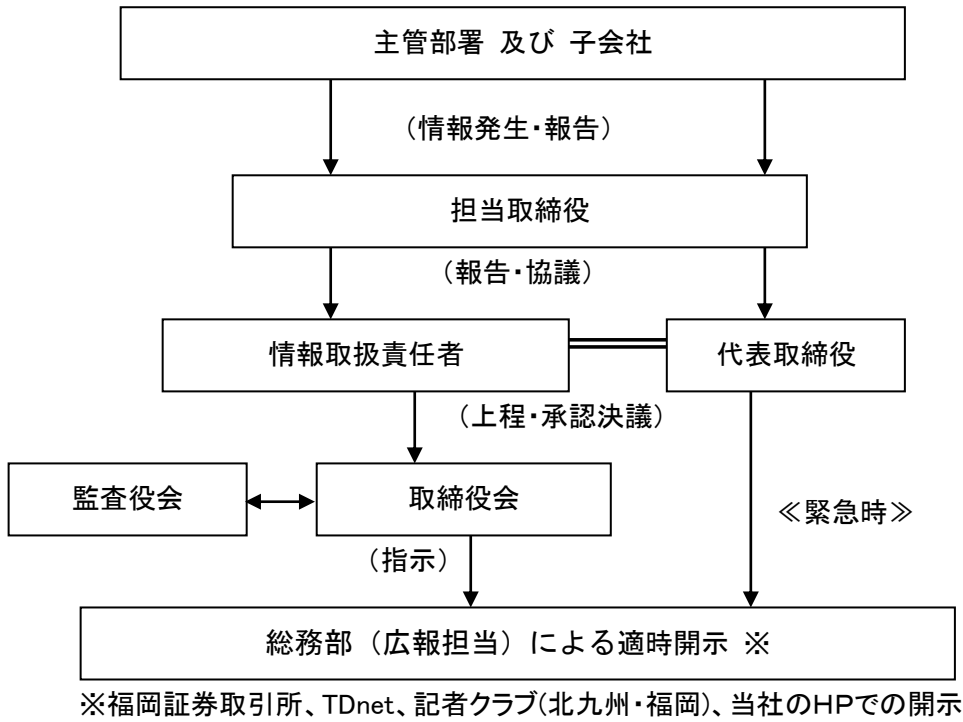 主管部署 及び 子会社
（情報発生・報告）
担当取締役
（報告・協議）
情報取扱責任者
代表取締役
（上程・承認決議）
監査役会
取締役会
≪緊急時≫
（指示）
総務部（広報担当）による適時開示 ※
※福岡証券取引所、TDnet、記者クラブ(北九州・福岡)、当社のHPでの開示